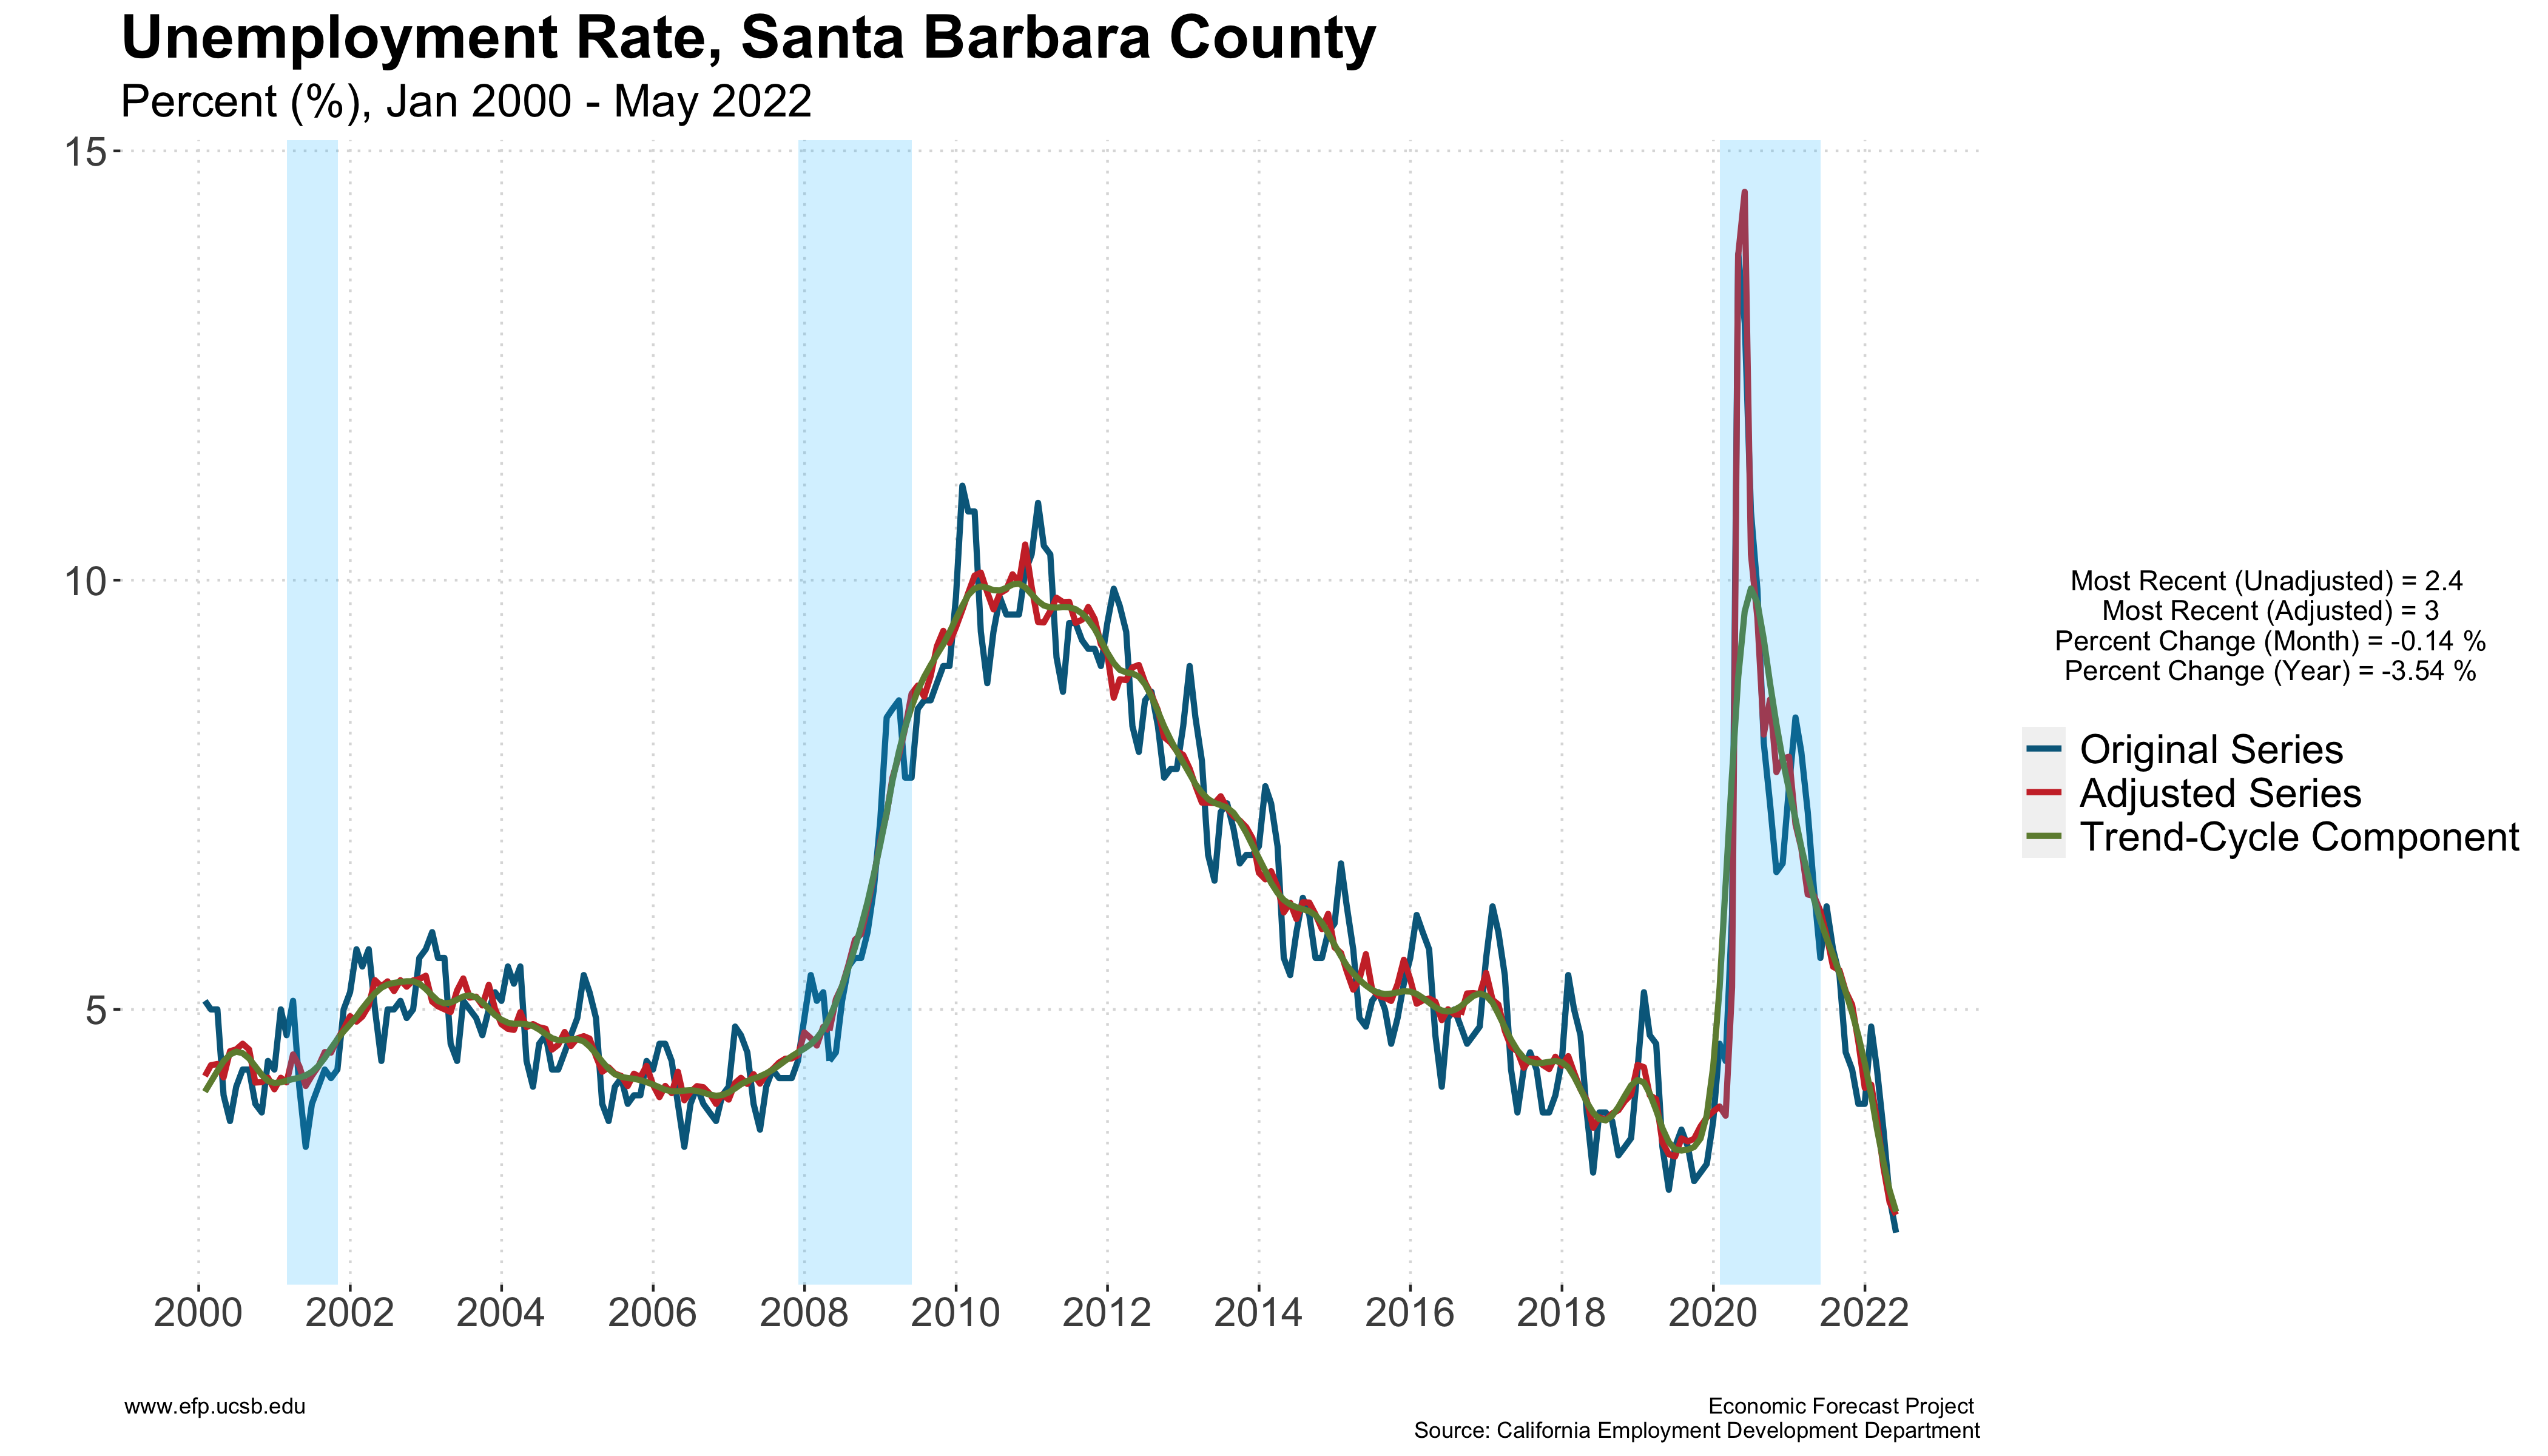 Unemployment Rate, Santa Barbara County
Percent (%), Jan 2000 - May 2022
15
10
5
2000 2002 2004 2006 2008 2010 2012 2014 2016 2018 2020 2022
Most Recent (Unadjusted) = 2.4
Most Recent (Adjusted) = 3
Percent Change (Month) = -0.14 %
Percent Change (Year) = -3.54 %
Original Series
Adjusted Series
Trend-Cycle Component
www.efp.ucsb.edu
Economic Forecast Project
Source: California Employment Development Department